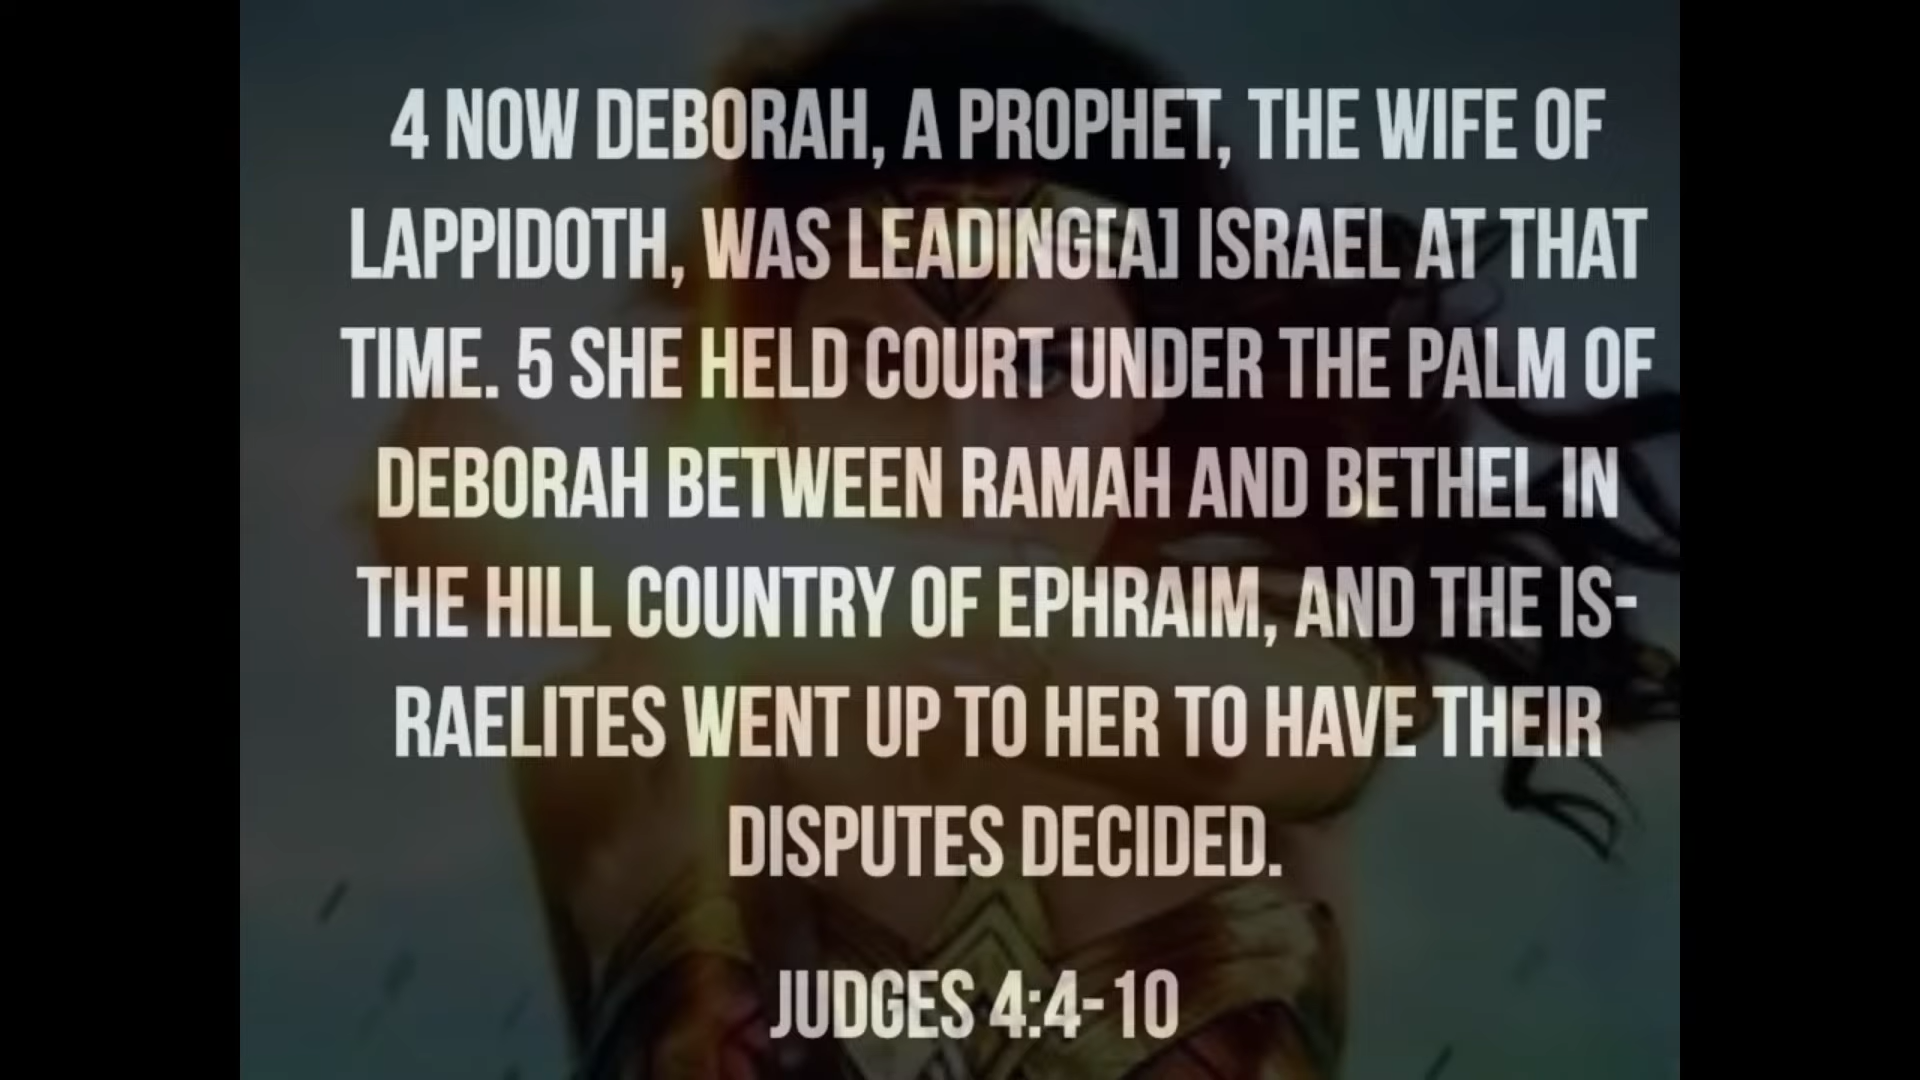 4 NOW DEBORAH, A PROPHET, THE WIFE OF
LAPPIDOTH, WAS LEADING[A] ISRAEL AT THAT
TIME. 5 SHE HELD COURT UNDER THE PALM OF
DEBORAH BETWEEN RAMAH AND BETHEL IN
THE HILL COUNTRY OF EPHRAIM, AND THE IS-
RAELITES WENT UP TO HER TO HAVE THEIR
DISPUTES DECIDED.
JUDGES 4:4-10